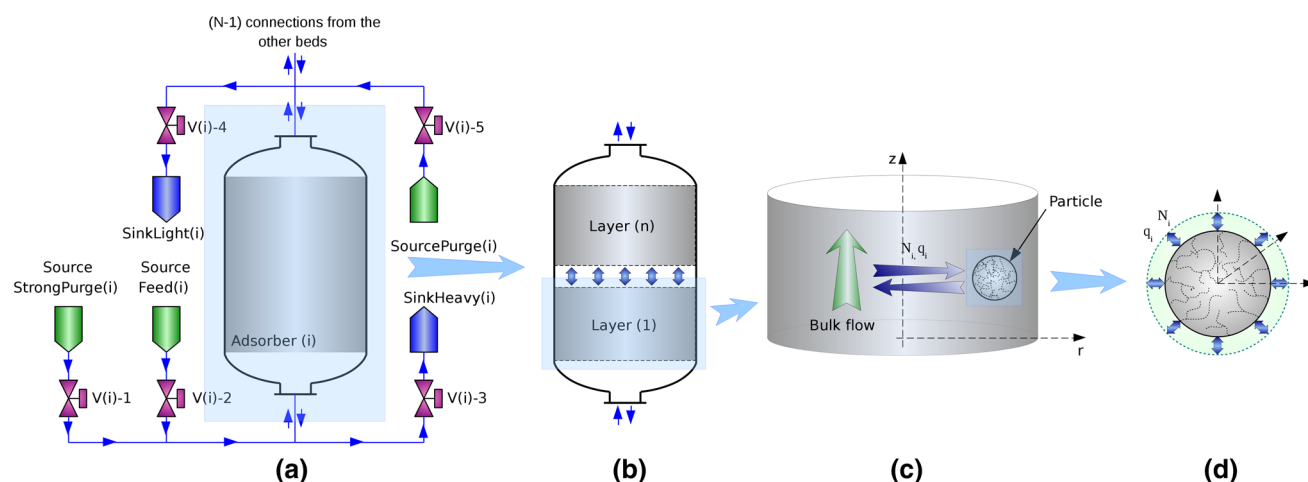 (N-1) connections from the
other beds
V(i)-4
V(i)-5
SinkLight(i)
SourcePurge(i)
Source
StrongPurge(i)
Source
Feed(i)
SinkHeavy(i)
Adsorber (i)
V(i)-1
V(i)-2
V(i)-3
(a)
Layer (n)
Layer (1)
(b)
z
Particle
N i, q i
Bulk flow
r
(c)
N i
q i
(d)